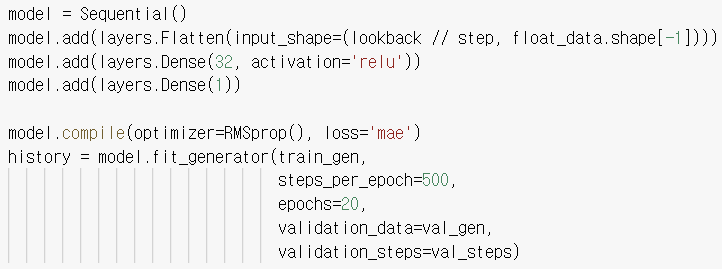 model = Sequential()
model.add(layers.Flatten(input_shape=(lookback // step, float_data.shape[-1])))
model.add(layers.Dense(32, activation='relu'))
model.add(layers.Dense(1))

model.compile(optimizer=RMSprop(), loss='mae')
history = model.fit_generator(train_gen,
                              steps_per_epoch=500,
                              epochs=20,
                              validation_data=val_gen,
                              validation_steps=val_steps)